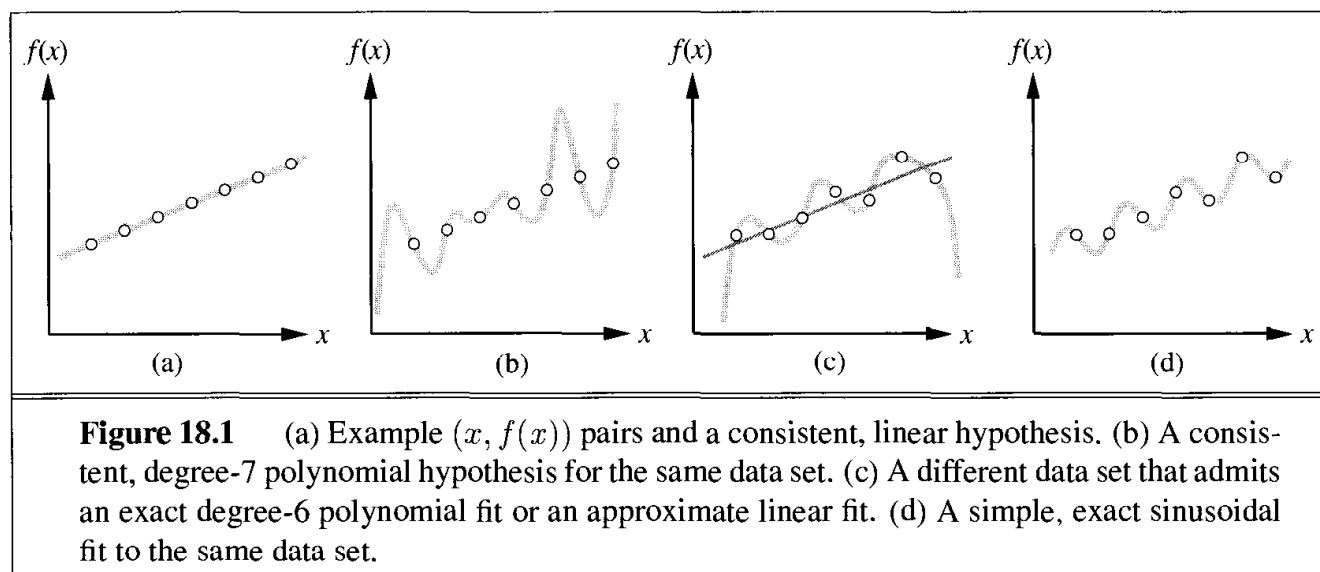 f(x) f(x) f(x) f(x)
x x x x
(a) (b) (c) (d)
Figure 18.1 (a) Example (x, f(x)) pairs and a consistent, linear hypothesis. (b) A consis-
tent, degree-7 polynomial hypothesis for the same data set. (c) A different data set that admits
an exact degree-6 polynomial fit or an approximate linear fit. (d) A simple, exact sinusoidal
fit to the same data set.